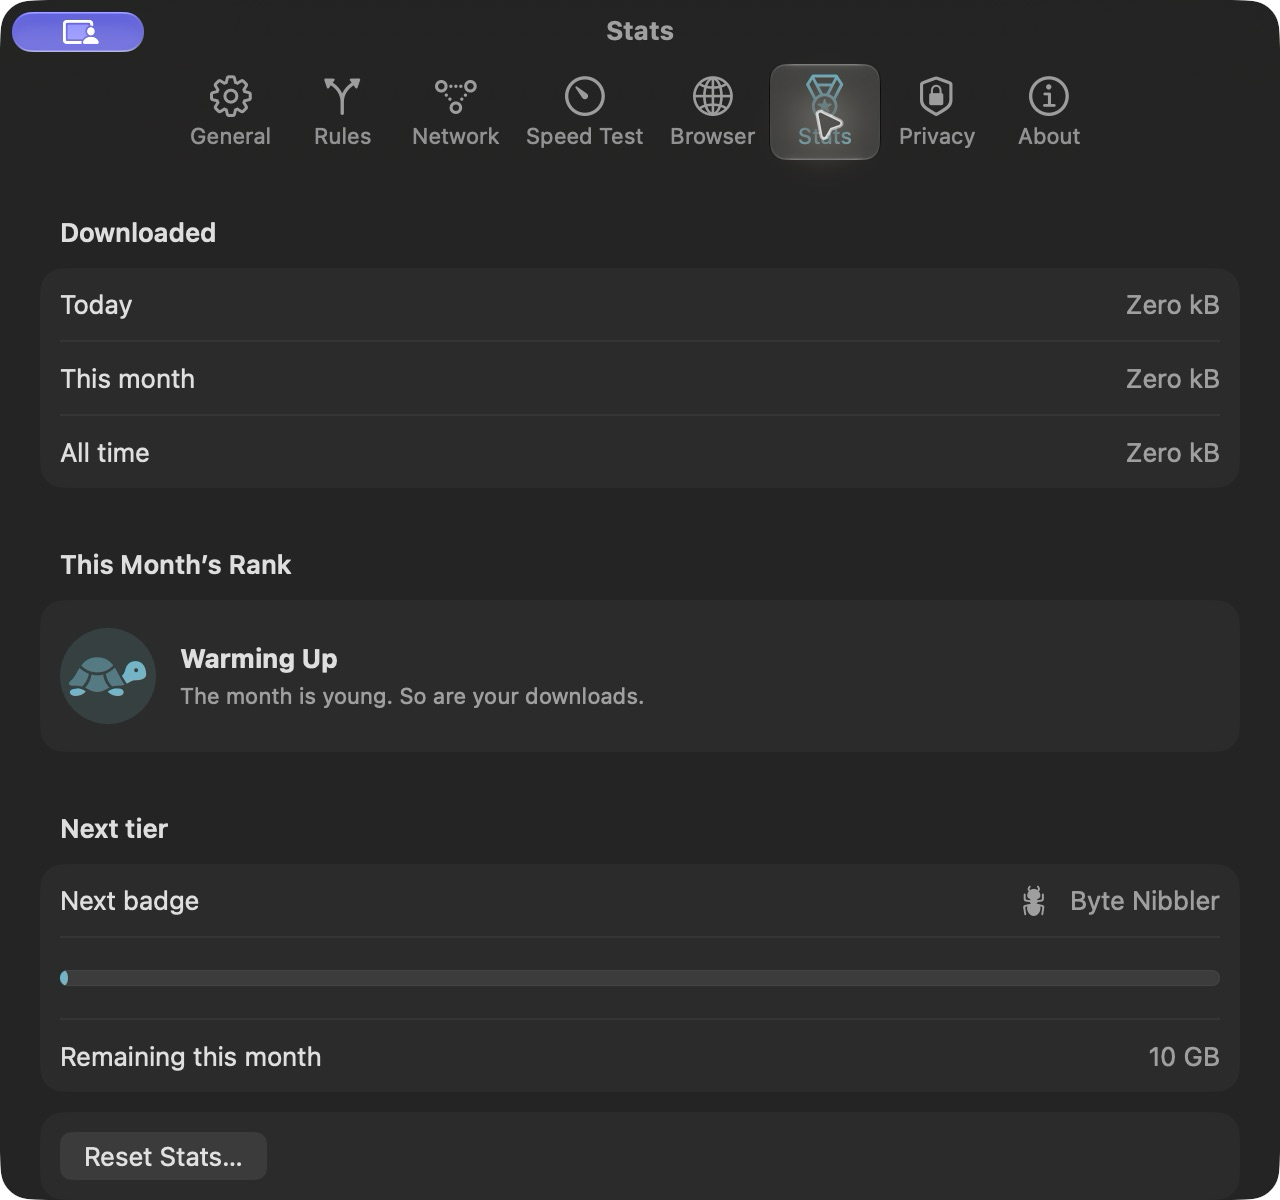 Stats
General
Rules
Network
Speed Test
Browser
Stats
Privacy
About
Downloaded
Today
Zero kB
This month
Zero kB
All time
Zero kB
This Month’s Rank
Warming Up
The month is young. So are your downloads.
Next tier
Next badge
Byte Nibbler
Remaining this month
10 GB
Reset Stats...